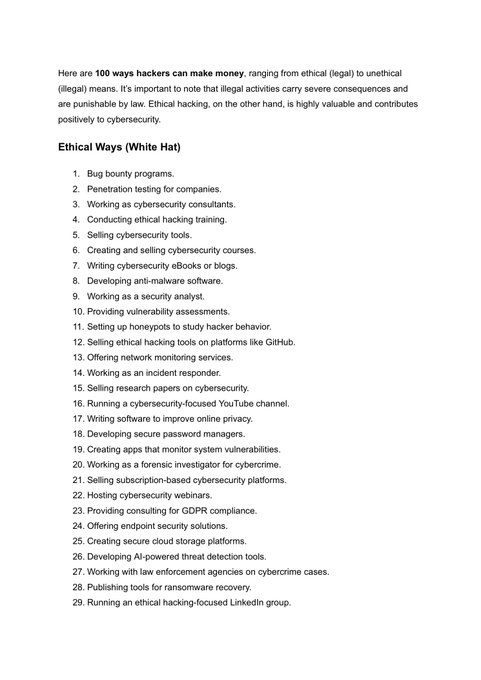 Here are 100 ways hackers can make money, ranging from ethical (legal) to unethical
(illegal) means. It's important to note that illegal activities carry severe consequences and
are punishable by law. Ethical hacking, on the other hand, is highly valuable and contributes
positively to cybersecurity.
Ethical Ways (White Hat)
1. Bug bounty programs.
2. Penetration testing for companies.
3. Working as cybersecurity consultants.
4. Conducting ethical hacking training.
5. Selling cybersecurity tools.
6. Creating and selling cybersecurity courses.
7. Writing cybersecurity eBooks or blogs.
8. Developing anti-malware software.
9. Working as a security analyst.
10. Providing vulnerability assessments.
11. Setting up honeypots to study hacker behavior.
12. Selling ethical hacking tools on platforms like GitHub.
13. Offering network monitoring services.
14. Working as an incident responder.
15. Selling research papers on cybersecurity.
16. Running a cybersecurity-focused YouTube channel.
17. Writing software to improve online privacy.
18. Developing secure password managers.
19. Creating apps that monitor system vulnerabilities.
20. Working as a forensic investigator for cybercrime.
21. Selling subscription-based cybersecurity platforms.
22. Hosting cybersecurity webinars.
23. Providing consulting for GDPR compliance.
24. Offering endpoint security solutions.
25. Creating secure cloud storage platforms.
26. Developing AI-powered threat detection tools.
27. Working with law enforcement agencies on cybercrime cases.
28. Publishing tools for ransomware recovery.
29. Running an ethical hacking-focused LinkedIn group.